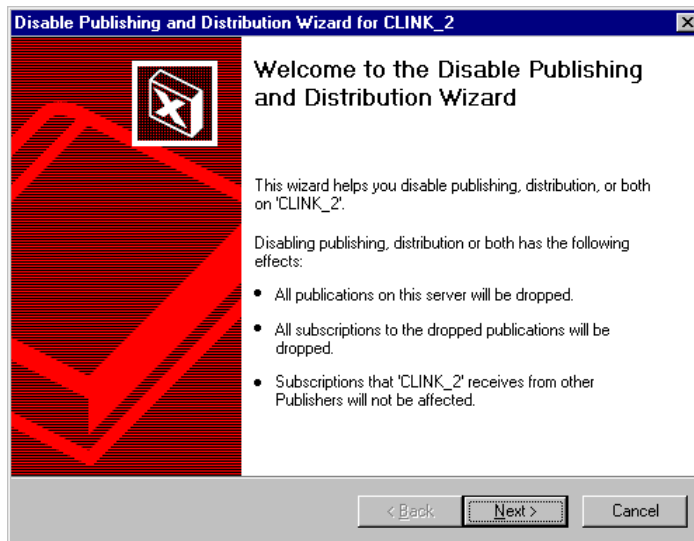 Disable Publishing and Distribution Wizard for CLINK_2
Welcome to the Disable Publishing
and Distribution Wizard
This wizard helps you disable publishing, distribution, or both
on 'CLINK_2'.
Disabling publishing, distribution or both has the following
effects:
• All publications on this server will be dropped.
• All subscriptions to the dropped publications will be
dropped.
• Subscriptions that 'CLINK_2' receives from other
Publishers will not be affected.
< Back
Next >
Cancel